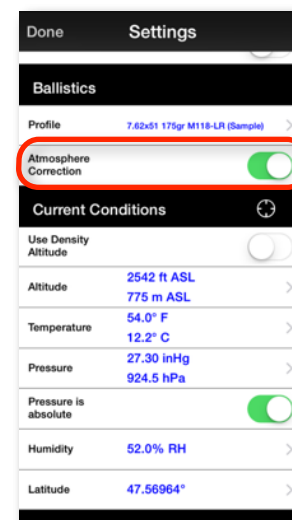 Done Settings
Ballistics
Profile 7.62x51 175gr M118-LR (Sample)
Atmosphere
Correction
Current Conditions
Use Density
Altitude
Altitude 2542 ft ASL
775 m ASL
Temperature 54.0° F
12.2° C
Pressure 27.30 inHg
924.5 hPa
Pressure is
absolute
Humidity 52.0% RH
Latitude 47.56964°